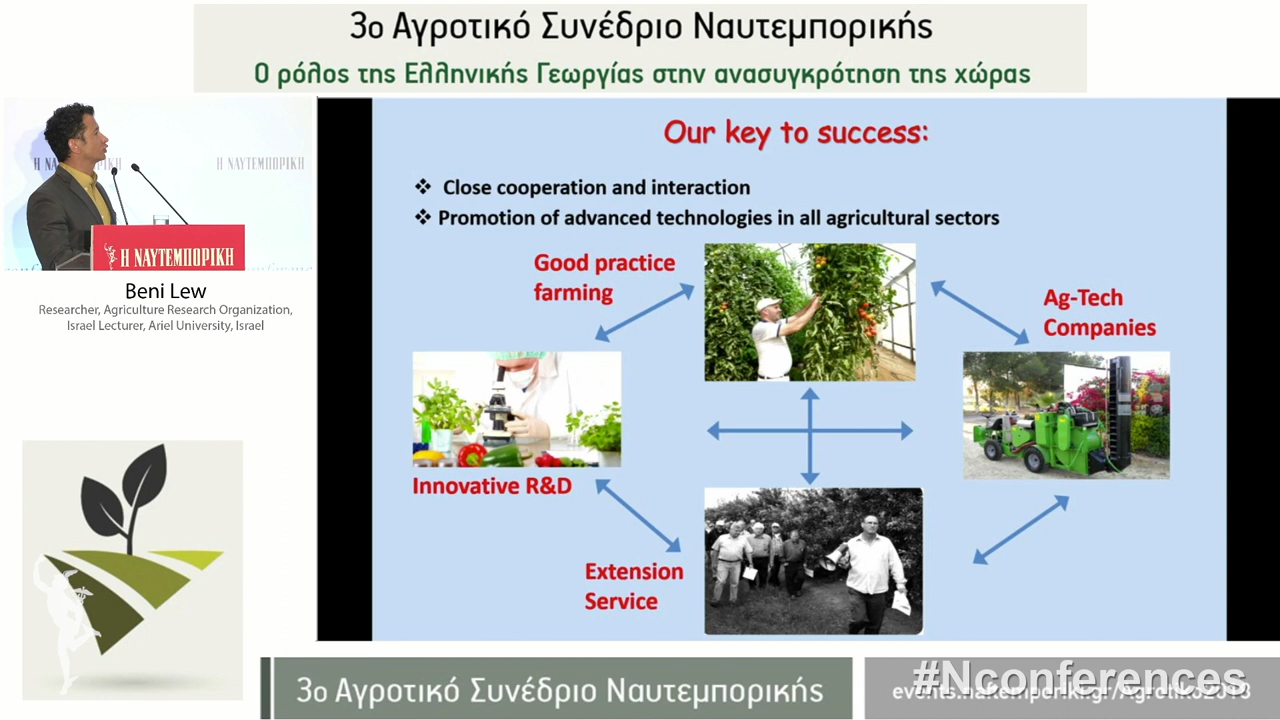 3ο Αγροτικό Συνέδριο Ναυτεμπορικής
Ο ρόλος της Ελληνικής Γεωργίας στην ανασυγκρότηση της χώρας
Η ΝΑΥΤΕΜΠΟΡΙΚΗ
Η ΝΑΥΤΕΜΠΟΡΙΚΗ
Beni Lew
Researcher, Agriculture Research Organization,
Israel Lecturer, Ariel University, Israel
Our key to success:
❖ Close cooperation and interaction
❖ Promotion of advanced technologies in all agricultural sectors
Good practice
farming
Ag-Tech
Companies
Innovative R&D
Extension
Service
3ο Αγροτικό Συνέδριο Ναυτεμπορικής
#Nconferences